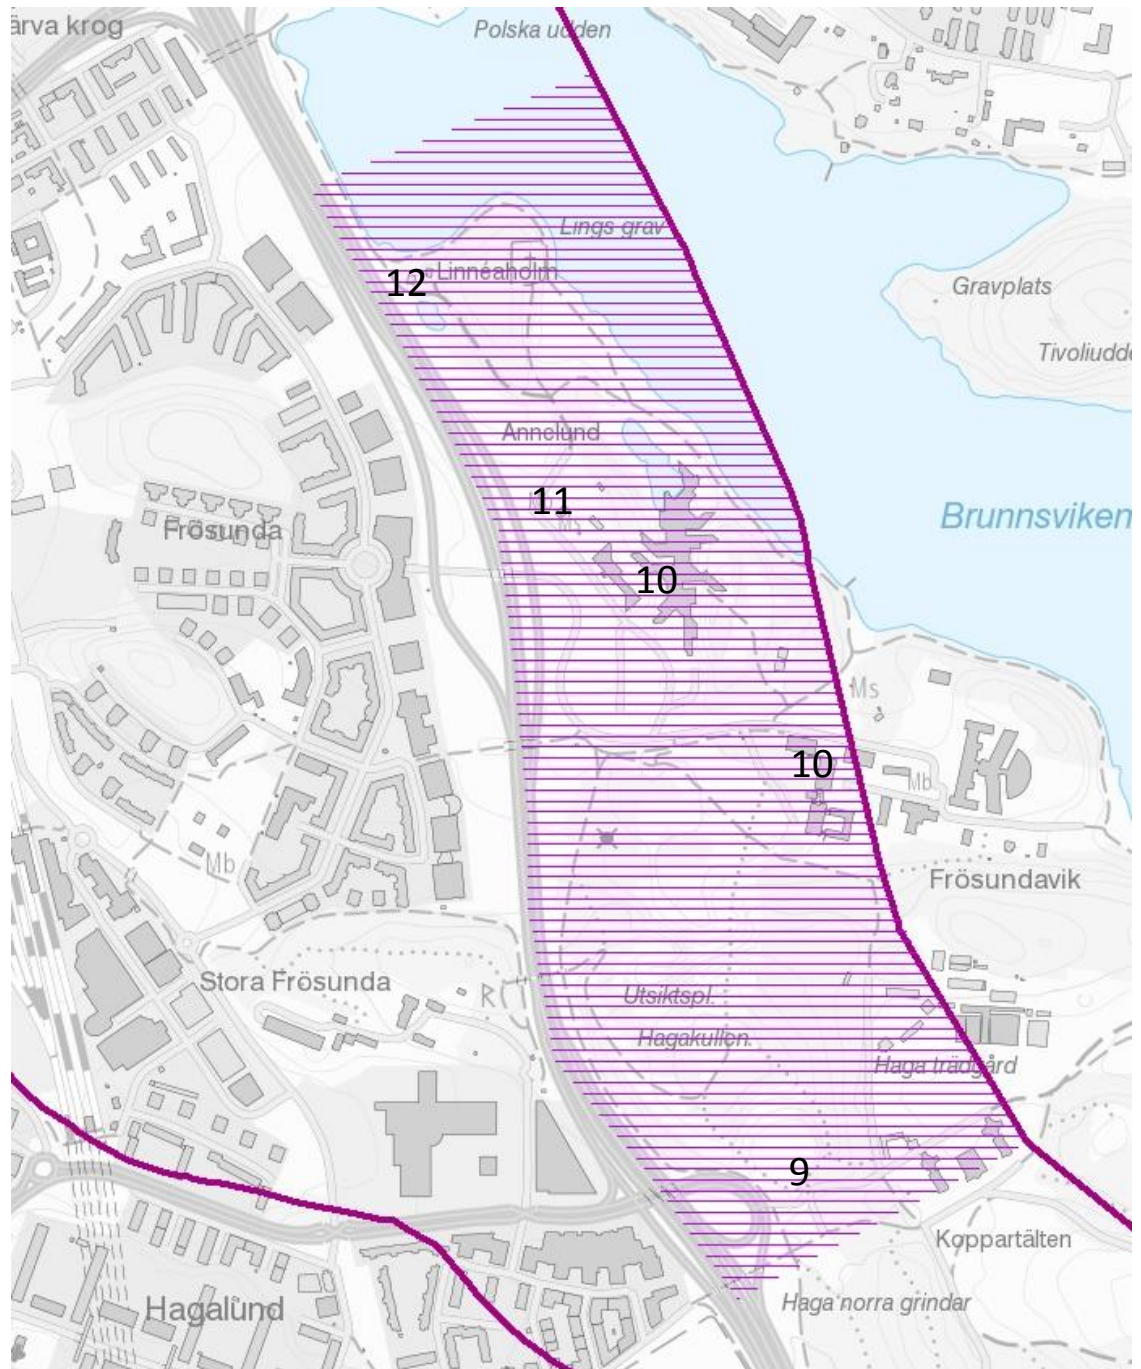 ärva krog
Polska udden
Lings grav
12
Linnéaholm
Gravplats
Tivoliudde
Annelund
11
Brunnsviken
Frösunda
10
Ms
10
Mb
Mb
Frösundavik
Stora Frösunda
R
Utsiktspl.
Hagakullen
Haga trädgård
9
Koppartälten
Hagalund
Haga norra grindar